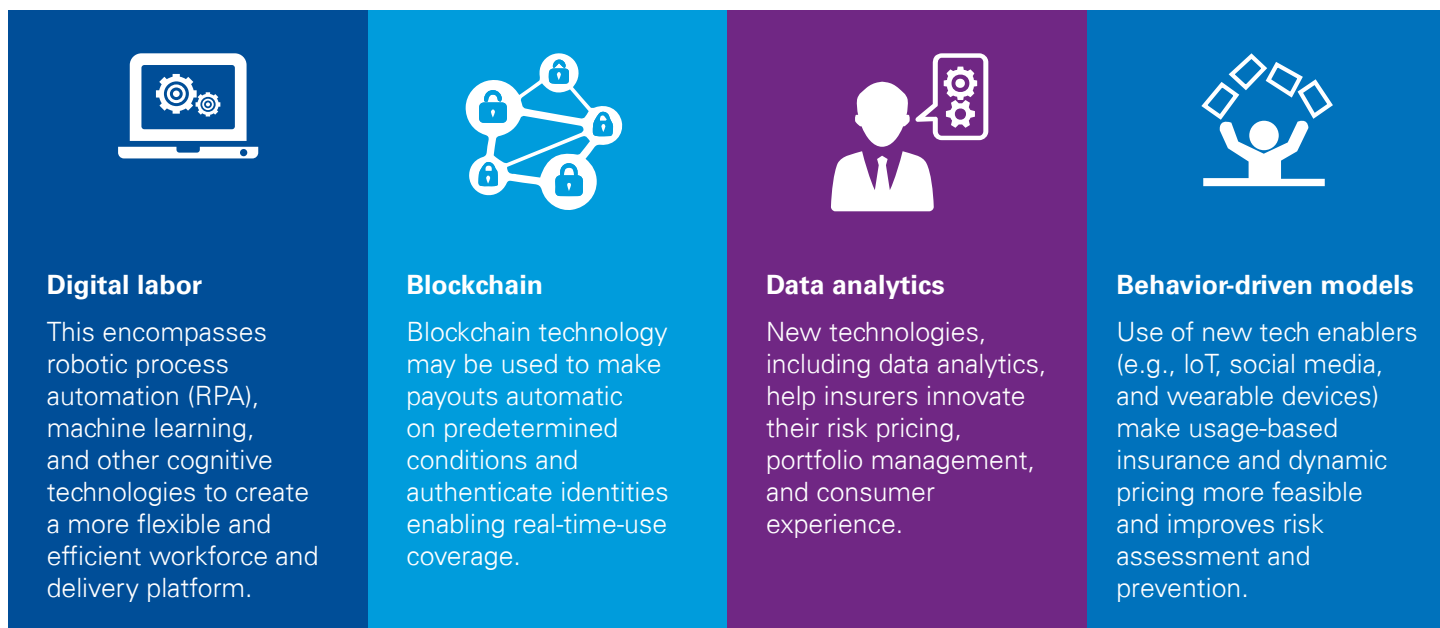 Digital labor
This encompasses
robotic process
automation (RPA),
machine learning,
and other cognitive
technologies to create
a more flexible and
efficient workforce and
delivery platform.
Blockchain
Blockchain technology
may be used to make
payouts automatic
on predetermined
conditions and
authenticate identities
enabling real-time-use
coverage.
Data analytics
New technologies,
including data analytics,
help insurers innovate
their risk pricing,
portfolio management,
and consumer
experience.
Behavior-driven models
Use of new tech enablers
(e.g., IoT, social media,
and wearable devices)
make usage-based
insurance and dynamic
pricing more feasible
and improves risk
assessment and
prevention.